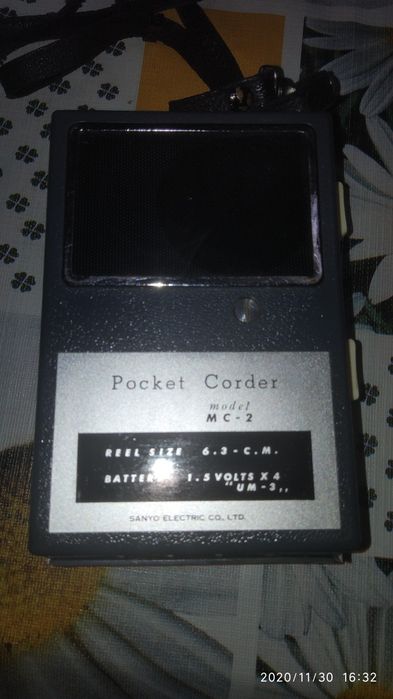 Pocket Corder
model
MC-2
REEL SIZE 6.3-C.M.
BATTER 1.5 VOLTS X 4
"UM-3,,
SANYO ELECTRIC CO., LTD.
2020/11/30 16:32